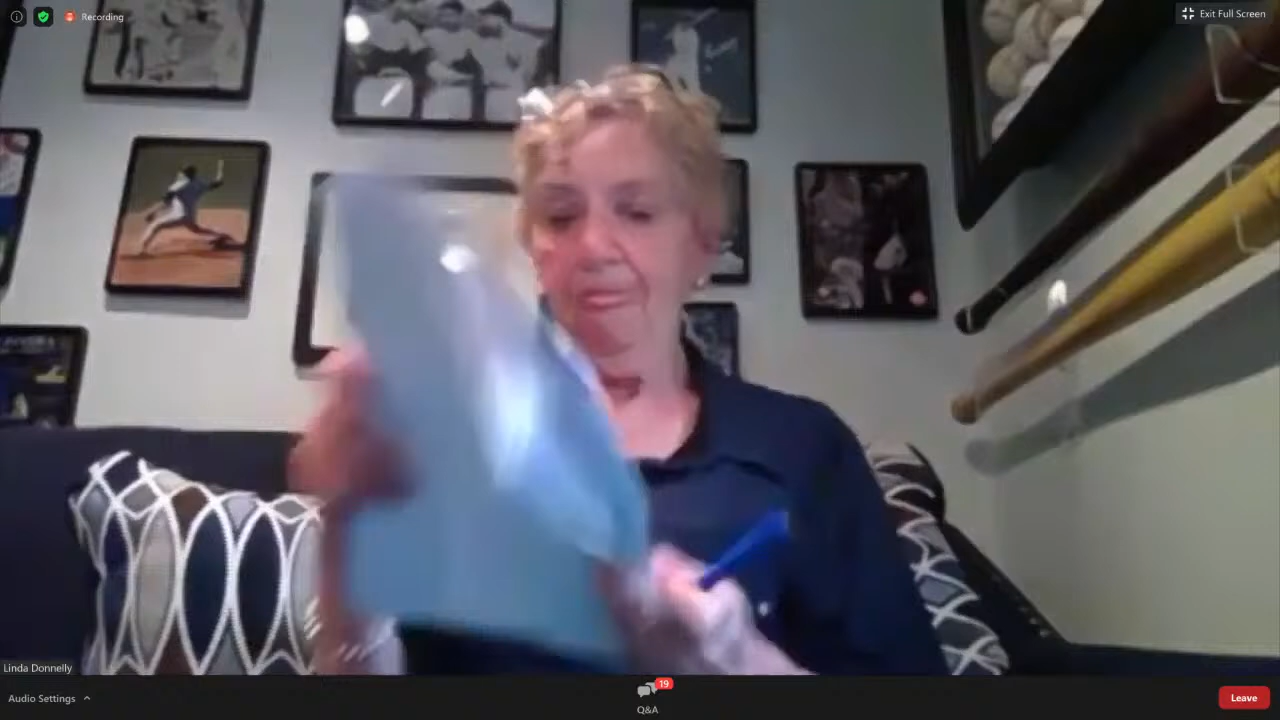 Recording
Exit Full Screen
Linda Donnelly
Audio Settings
19
Q&A
Leave